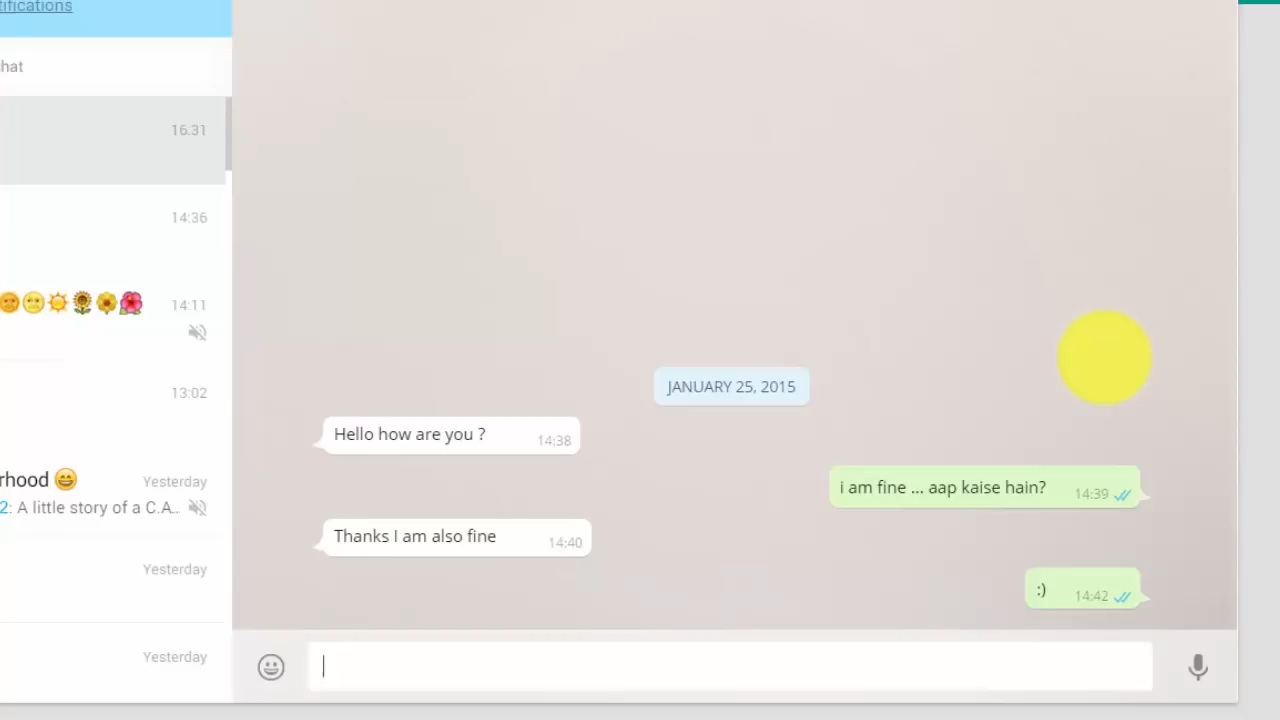 tifications
hat
16.31
14:36
14:11
13:02
rhood
Yesterday
2: A little story of a C.A...
Yesterday
Yesterday
JANUARY 25, 2015
Hello how are you ? 14:38
i am fine ... aap kaise hain? 14:39
Thanks I am also fine 14:40
:) 14:42